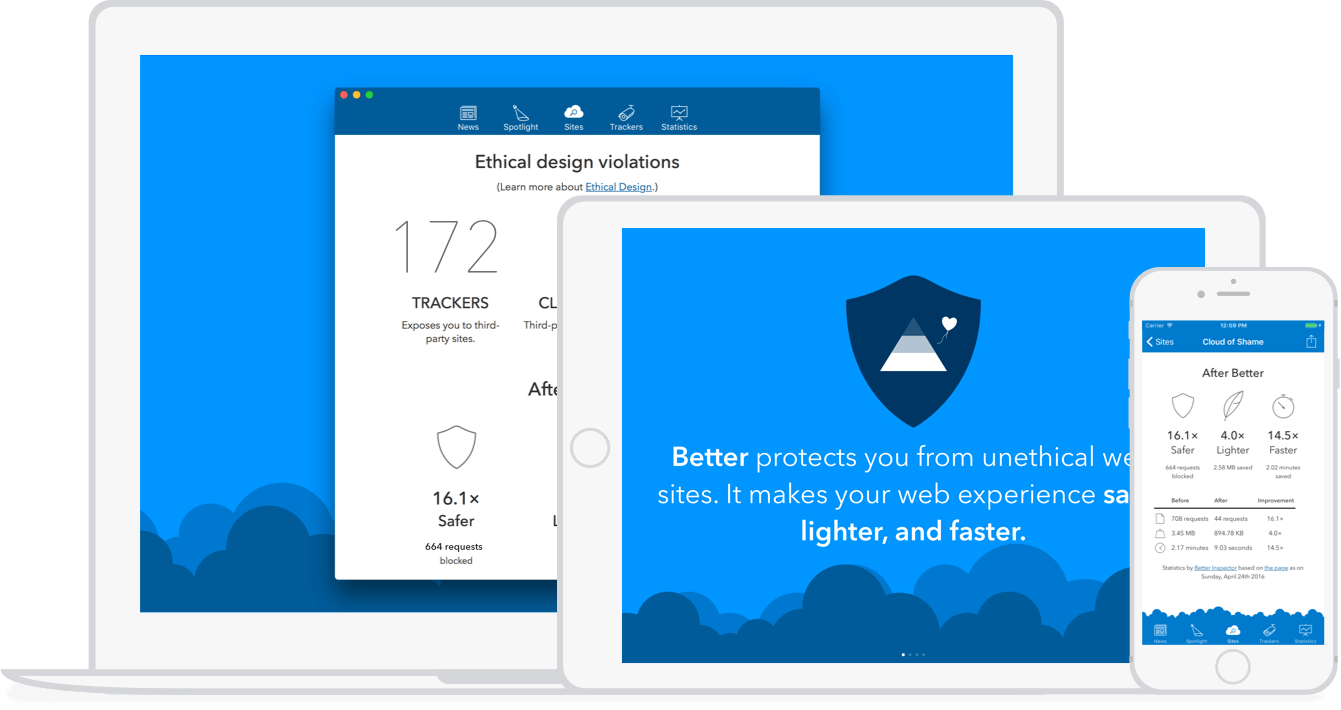 News Spotlight Sites Trackers Statistics
Ethical design violations
(Learn more about Ethical Design.)
172
TRACKERS
Exposes you to third-
party sites.
CL
Third-p
Afte
16.1×
Safer
664 requests
blocked
L
Better protects you from unethical we
sites. It makes your web experience sa
lighter, and faster.
Carrier 12:59 PM
Sites Cloud of Shame
After Better
16.1× 4.0× 14.5×
Safer Lighter Faster
664 requests 2.58 MB saved 2.02 minutes
blocked saved
Before After Improvement
708 requests 44 requests 16.1×
3.45 MB 894.78 KB 4.0×
2.17 minutes 9.03 seconds 14.5×
Statistics by Better Inspector based on the page as on
Sunday, April 24th 2016
News Spotlight Sites Trackers Statistics